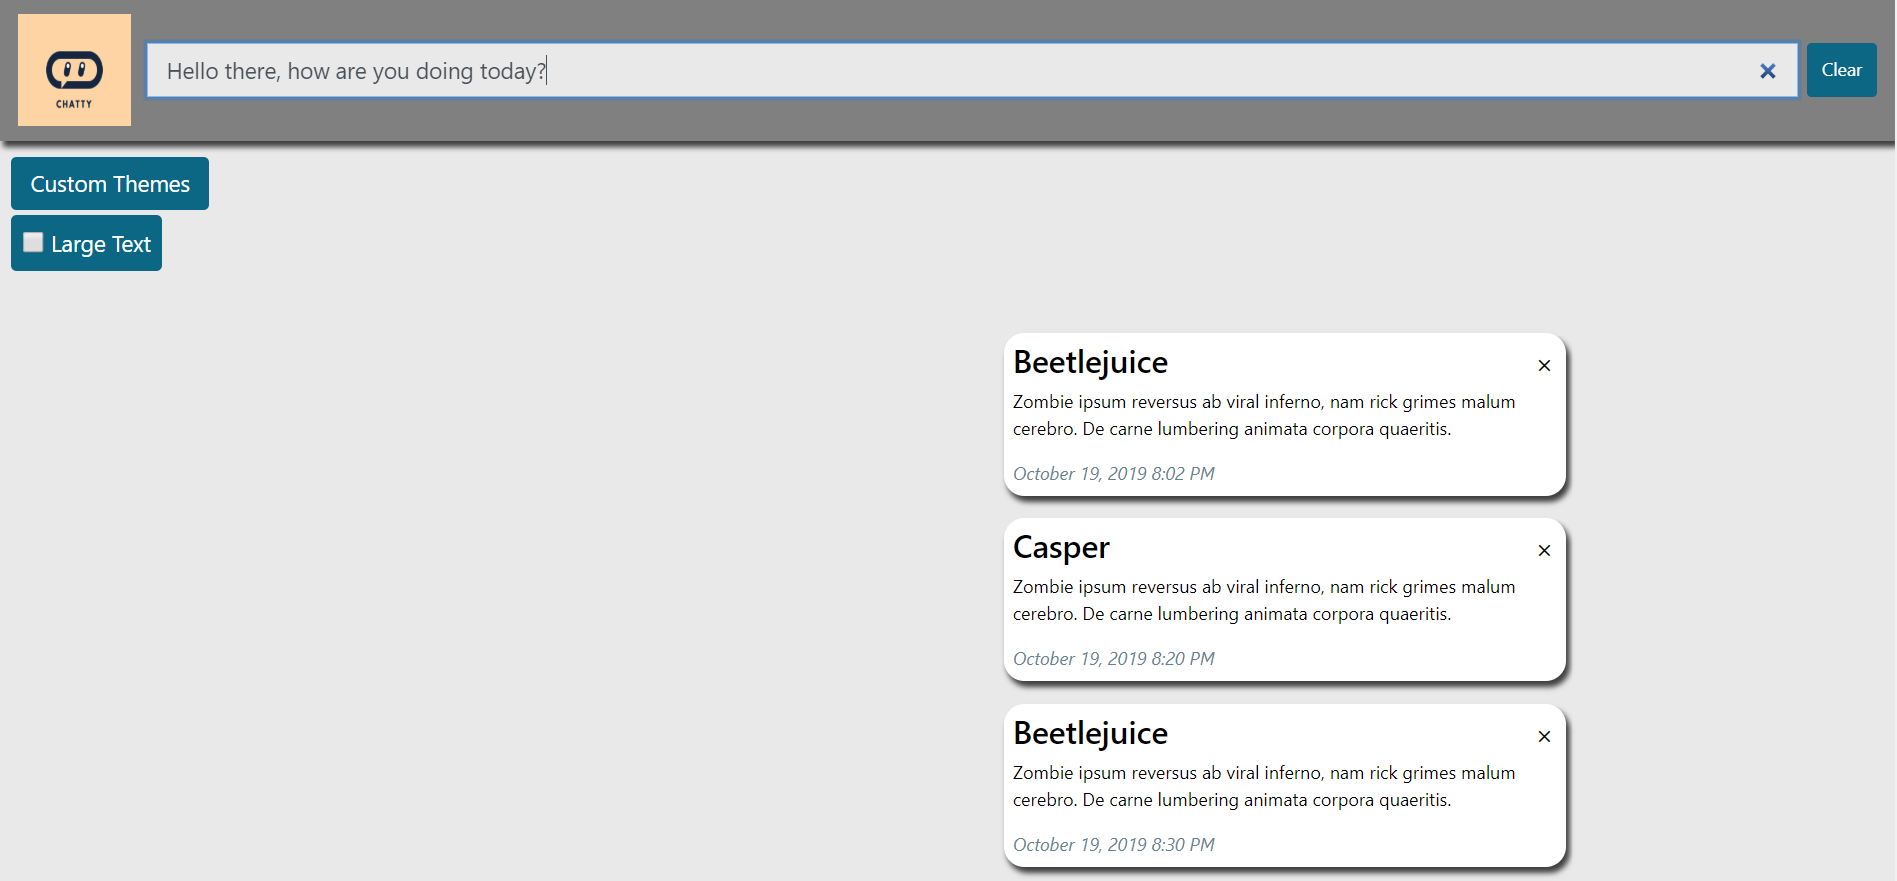 CHATTY
Hello there, how are you doing today?
Clear
Custom Themes
Large Text
Beetlejuice
Zombie ipsum reversus ab viral inferno, nam rick grimes malum
cerebro. De carne lumbering animata corpora quaeritis.
October 19, 2019 8:02 PM
Casper
Zombie ipsum reversus ab viral inferno, nam rick grimes malum
cerebro. De carne lumbering animata corpora quaeritis.
October 19, 2019 8:20 PM
Beetlejuice
Zombie ipsum reversus ab viral inferno, nam rick grimes malum
cerebro. De carne lumbering animata corpora quaeritis.
October 19, 2019 8:30 PM